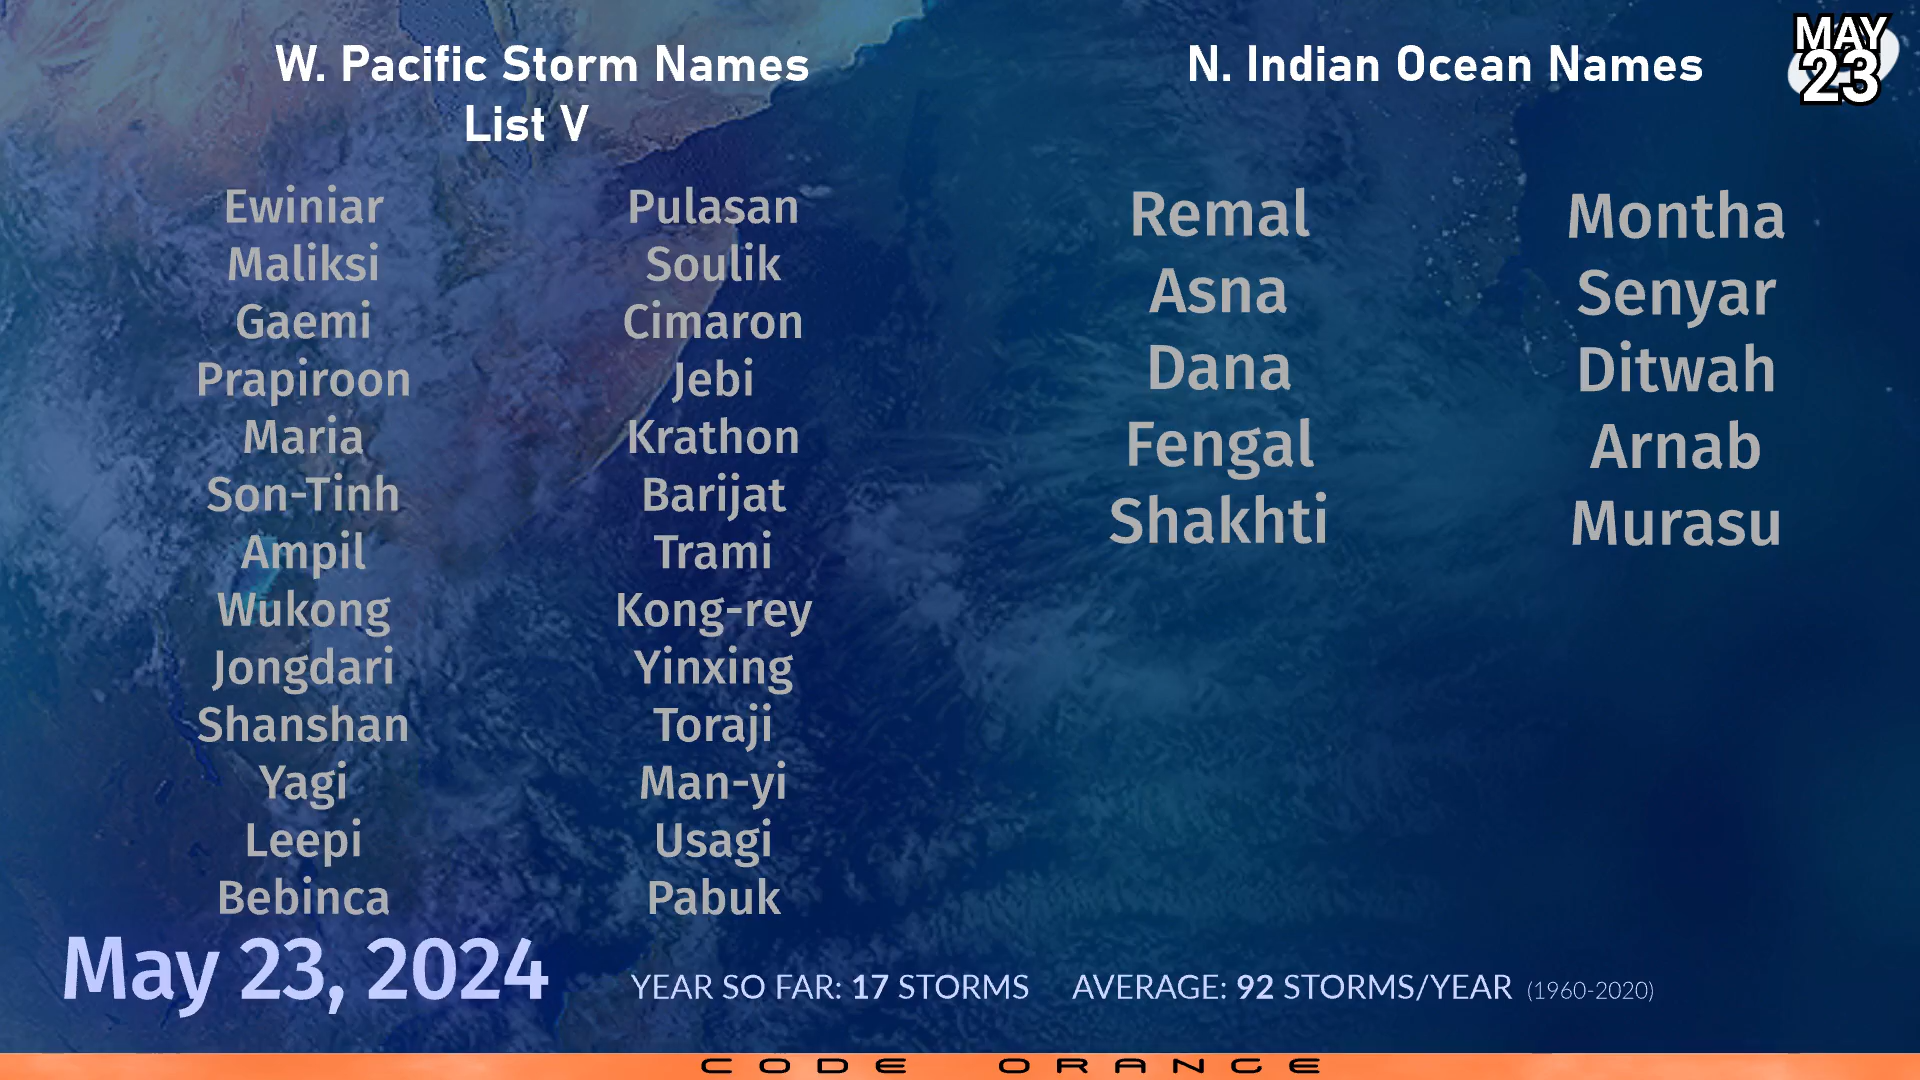 W. Pacific Storm Names
List V
Ewiniar
Maliksi
Gaemi
Prapiroon
Maria
Son-Tinh
Ampil
Wukong
Jongdari
Shanshan
Yagi
Leepi
Bebinca
Pulasan
Soulik
Cimaron
Jebi
Krathon
Barijat
Trami
Kong-rey
Yinxing
Toraji
Man-yi
Usagi
Pabuk
N. Indian Ocean Names
Remal
Asna
Dana
Fengal
Shakhti
Montha
Senyar
Ditwah
Arnab
Murasu
MAY
23
May 23, 2024
YEAR SO FAR: 17 STORMS AVERAGE: 92 STORMS/YEAR (1960-2020)
CODE ORANGE